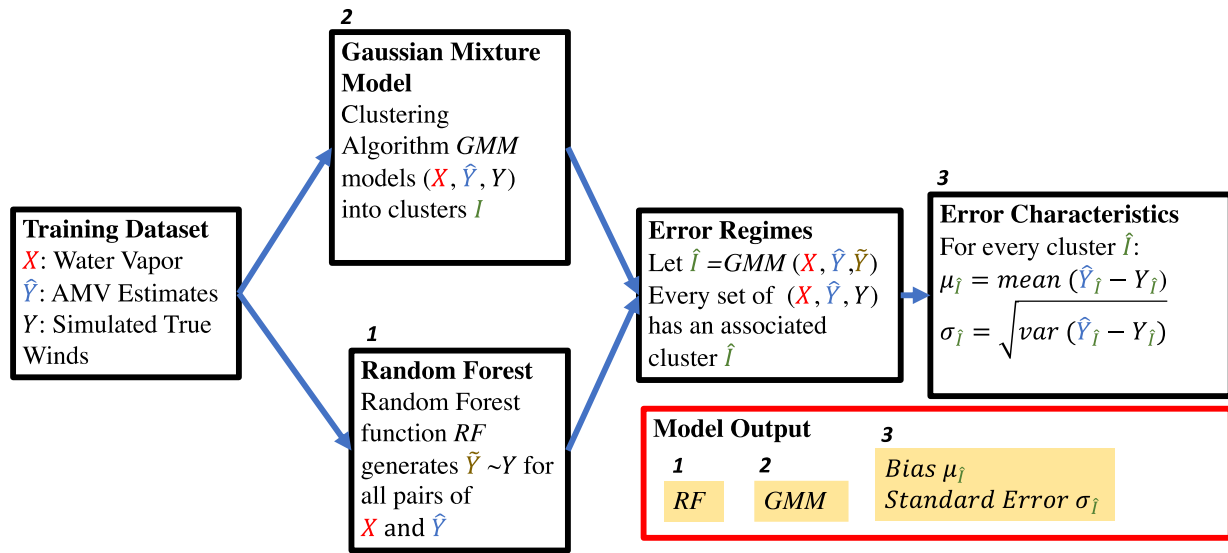 2
Gaussian Mixture
Model
Clustering
Algorithm GMM
models (X, Ŷ, Y)
into clusters I
Training Dataset
X: Water Vapor
Ŷ: AMV Estimates
Y: Simulated True
Winds
1
Random Forest
Random Forest
function RF
generates Ỹ ~Y for
all pairs of
X and Ŷ
Error Regimes
Let Î =GMM (X, Ŷ,Ỹ)
Every set of (X, Ŷ, Y)
has an associated
cluster Î
3
Error Characteristics
For every cluster Î:
μ_Î = mean (Ŷ_Î − Y_Î)
σ_Î = √var (Ŷ_Î − Y_Î)
Model Output
1
RF
2
GMM
3
Bias μ_Î
Standard Error σ_Î